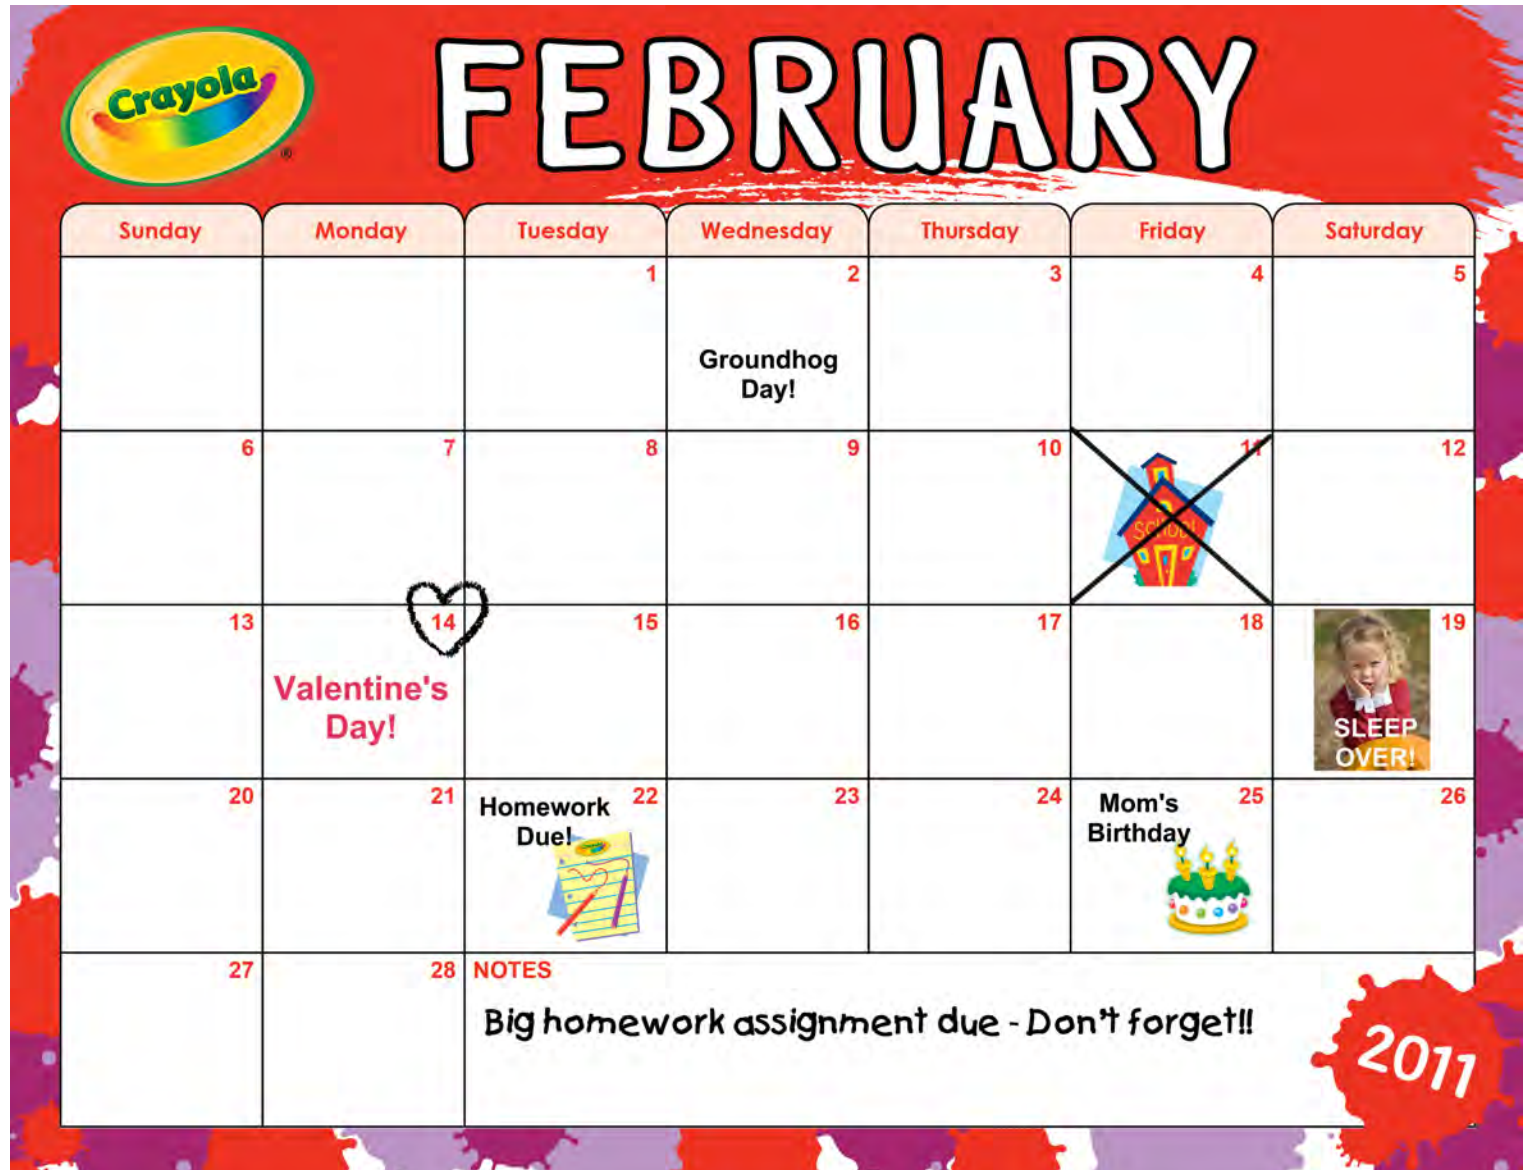 Crayola
®
FEBRUARY
Sunday Monday Tuesday Wednesday Thursday Friday Saturday
1 2 3 4 5
Groundhog
Day!
6 7 8 9 10 11 12
SCHOOL
13 14 15 16 17 18 19
Valentine's
Day!
SLEEP
OVER!
20 21 22 23 24 25 26
Homework
Due!
Mom's
Birthday
27 28 NOTES
Big homework assignment due - Don't forget!!
2011